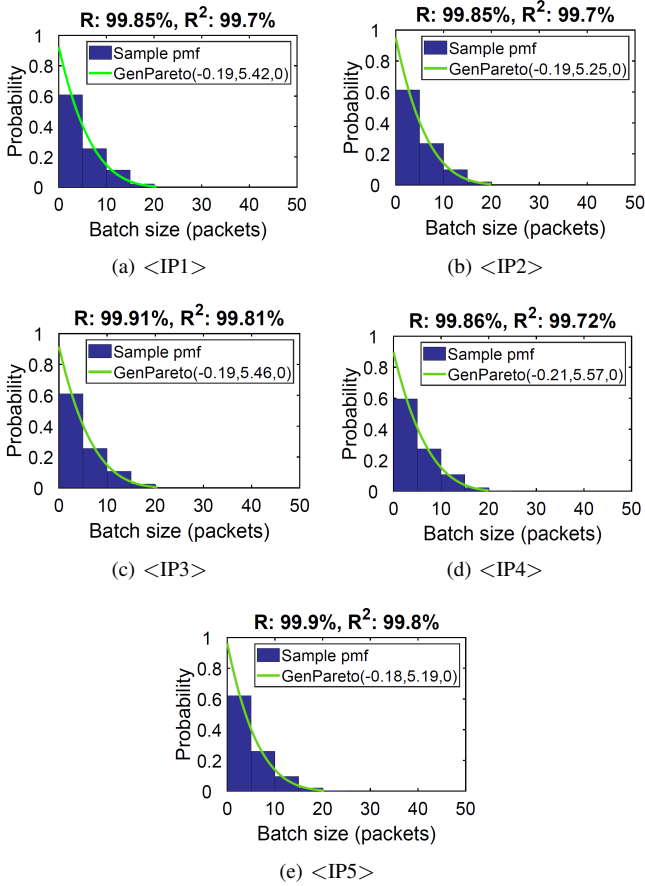 R: 99.85%, R²: 99.7%
Probability
1
0.8
0.6
0.4
0.2
0
Sample pmf
GenPareto(-0.19,5.42,0)
0 10 20 30 40 50
Batch size (packets)
(a) <IP1>
R: 99.85%, R²: 99.7%
Probability
1
0.8
0.6
0.4
0.2
0
Sample pmf
GenPareto(-0.19,5.25,0)
0 10 20 30 40 50
Batch size (packets)
(b) <IP2>
R: 99.91%, R²: 99.81%
Probability
1
0.8
0.6
0.4
0.2
0
Sample pmf
GenPareto(-0.19,5.46,0)
0 10 20 30 40 50
Batch size (packets)
(c) <IP3>
R: 99.86%, R²: 99.72%
Probability
1
0.8
0.6
0.4
0.2
0
Sample pmf
GenPareto(-0.21,5.57,0)
0 10 20 30 40 50
Batch size (packets)
(d) <IP4>
R: 99.9%, R²: 99.8%
Probability
1
0.8
0.6
0.4
0.2
0
Sample pmf
GenPareto(-0.18,5.19,0)
0 10 20 30 40 50
Batch size (packets)
(e) <IP5>